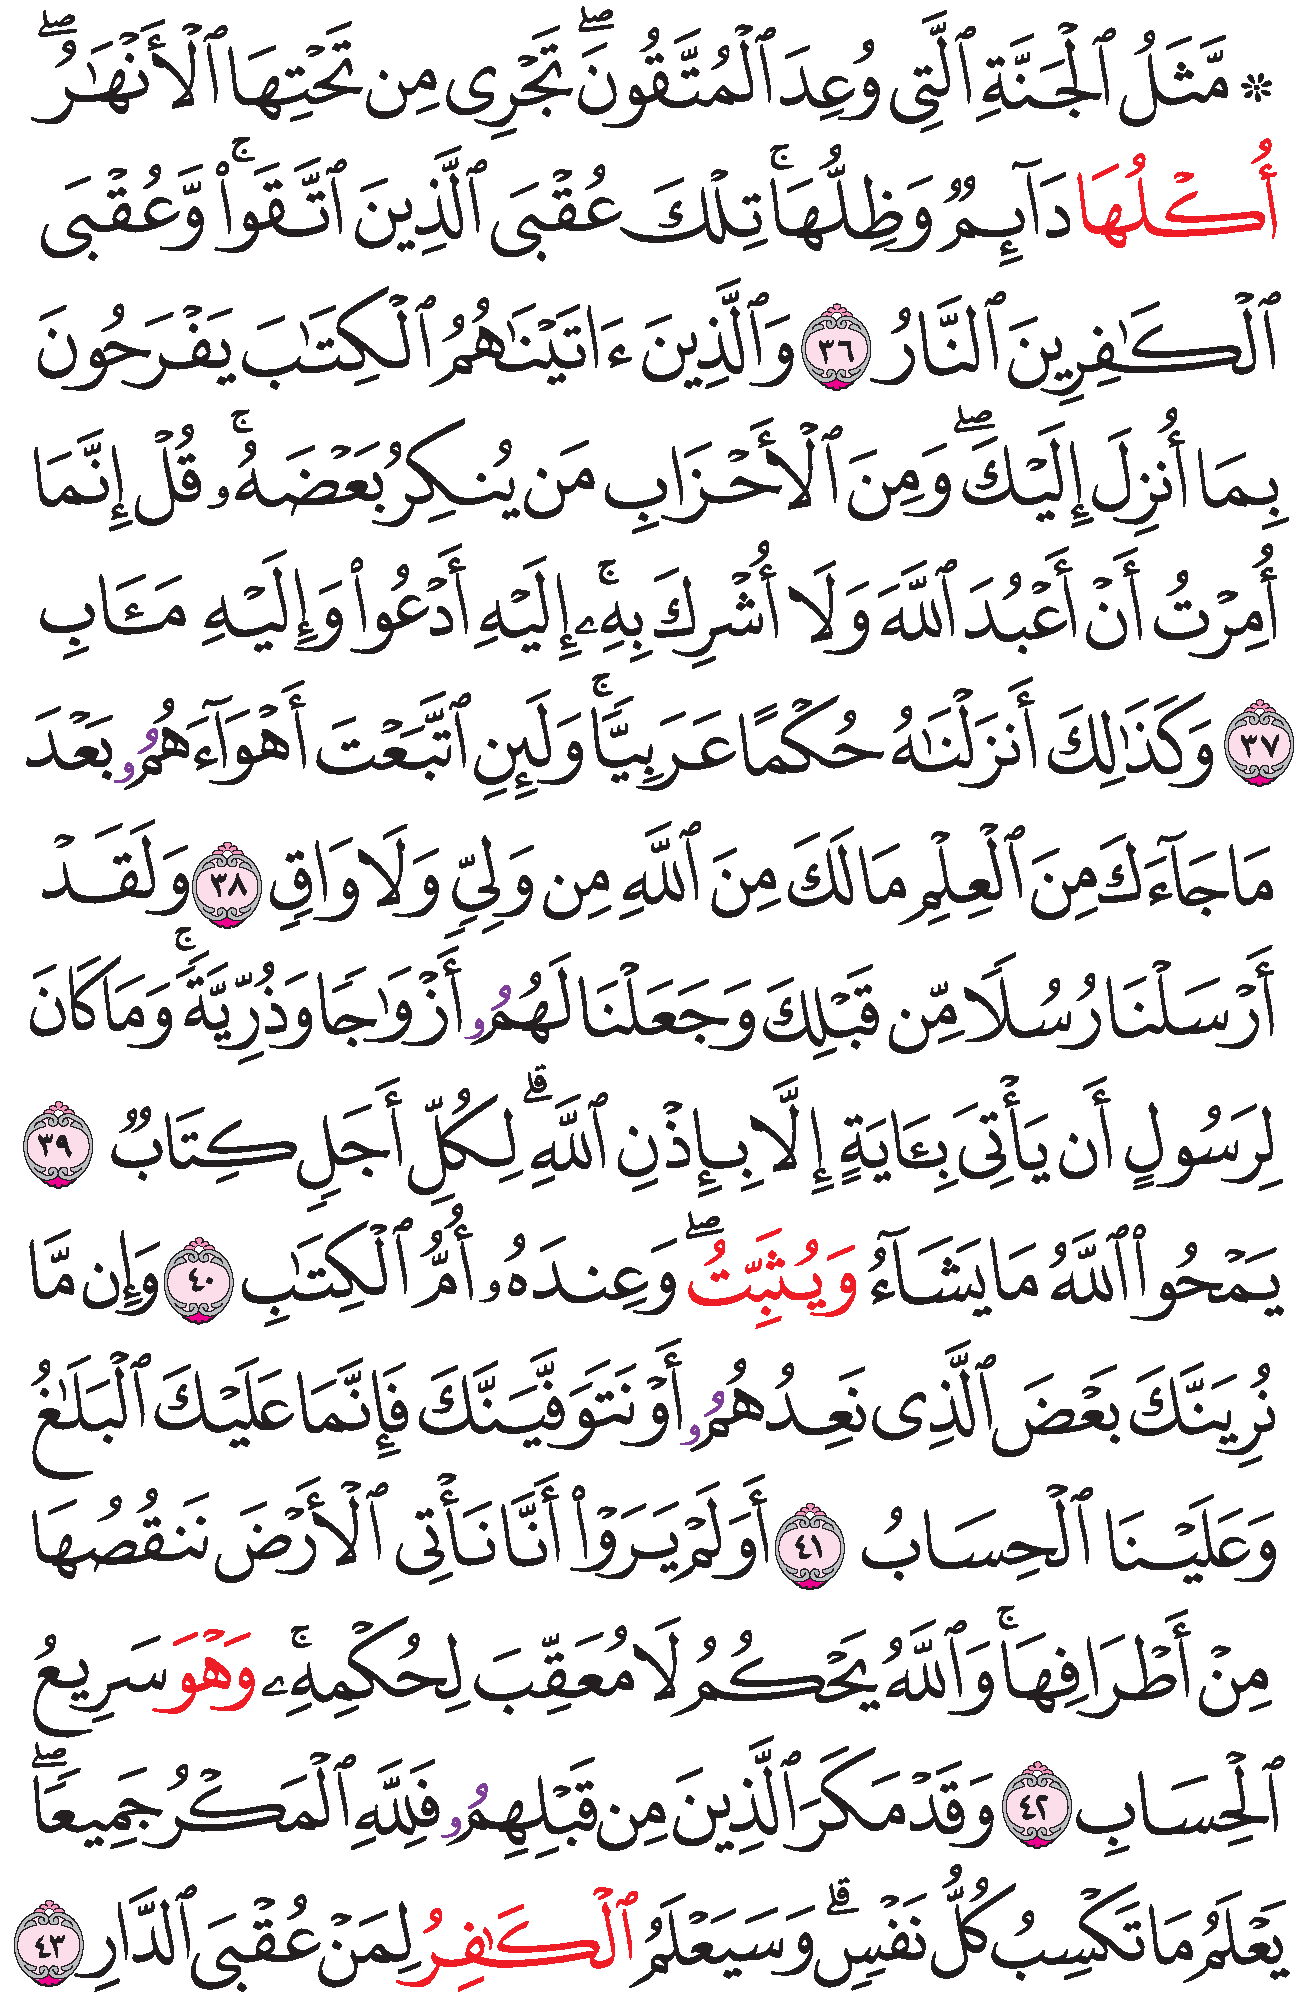 ۞ مَّثَلُ ٱلْجَنَّةِ ٱلَّتِى وُعِدَ ٱلْمُتَّقُونَۖ تَجْرِى مِن تَحْتِهَا ٱلْأَنْهَٰرُۖ
أُكْلُهَا دَآئِمٌ وَظِلُّهَاۚ تِلْكَ عُقْبَى ٱلَّذِينَ ٱتَّقَوا۟ۚ وَّعُقْبَى
ٱلْكَٰفِرِينَ ٱلنَّارُ ٣٦ وَٱلَّذِينَ ءَاتَيْنَٰهُمُ ٱلْكِتَٰبَ يَفْرَحُونَ
بِمَا أُنزِلَ إِلَيْكَۖ وَمِنَ ٱلْأَحْزَابِ مَن يُنكِرُ بَعْضَهُۥۚ قُلْ إِنَّمَا
أُمِرْتُ أَنْ أَعْبُدَ ٱللَّهَ وَلَا أُشْرِكَ بِهِۦۚ إِلَيْهِ أَدْعُوا۟ وَإِلَيْهِ مَـَٔابِ
٣٧ وَكَذَٰلِكَ أَنزَلْنَٰهُ حُكْمًا عَرَبِيًّاۚ وَلَئِنِ ٱتَّبَعْتَ أَهْوَآءَهُمُۥ بَعْدَ
مَا جَآءَكَ مِنَ ٱلْعِلْمِ مَا لَكَ مِنَ ٱللَّهِ مِن وَلِىٍّ وَلَا وَاقٍ ٣٨ وَلَقَدْ
أَرْسَلْنَا رُسُلًا مِّن قَبْلِكَ وَجَعَلْنَا لَهُمُۥ أَزْوَٰجًا وَذُرِّيَّةًۚ وَمَا كَانَ
لِرَسُولٍ أَن يَأْتِىَ بِـَٔايَةٍ إِلَّا بِإِذْنِ ٱللَّهِۗ لِكُلِّ أَجَلٍ كِتَابٌ ٣٩
يَمْحُوا۟ ٱللَّهُ مَا يَشَآءُ وَيُثَبِّتُۖ وَعِندَهُۥ أُمُّ ٱلْكِتَٰبِ ٤٠ وَإِن مَّا
نُرِيَنَّكَ بَعْضَ ٱلَّذِى نَعِدُهُمُۥ أَوْ نَتَوَفَّيَنَّكَ فَإِنَّمَا عَلَيْكَ ٱلْبَلَٰغُ
وَعَلَيْنَا ٱلْحِسَابُ ٤١ أَوَلَمْ يَرَوْا۟ أَنَّا نَأْتِى ٱلْأَرْضَ نَنقُصُهَا
مِنْ أَطْرَافِهَاۚ وَٱللَّهُ يَحْكُمُ لَا مُعَقِّبَ لِحُكْمِهِۦۚ وَهْوَ سَرِيعُ
ٱلْحِسَابِ ٤٢ وَقَدْ مَكَرَ ٱلَّذِينَ مِن قَبْلِهِمُۥ فَلِلَّهِ ٱلْمَكْرُ جَمِيعًاۖ
يَعْلَمُ مَا تَكْسِبُ كُلُّ نَفْسٍۗ وَسَيَعْلَمُ ٱلْكَٰفِرُ لِمَنْ عُقْبَى ٱلدَّارِ ٤٣